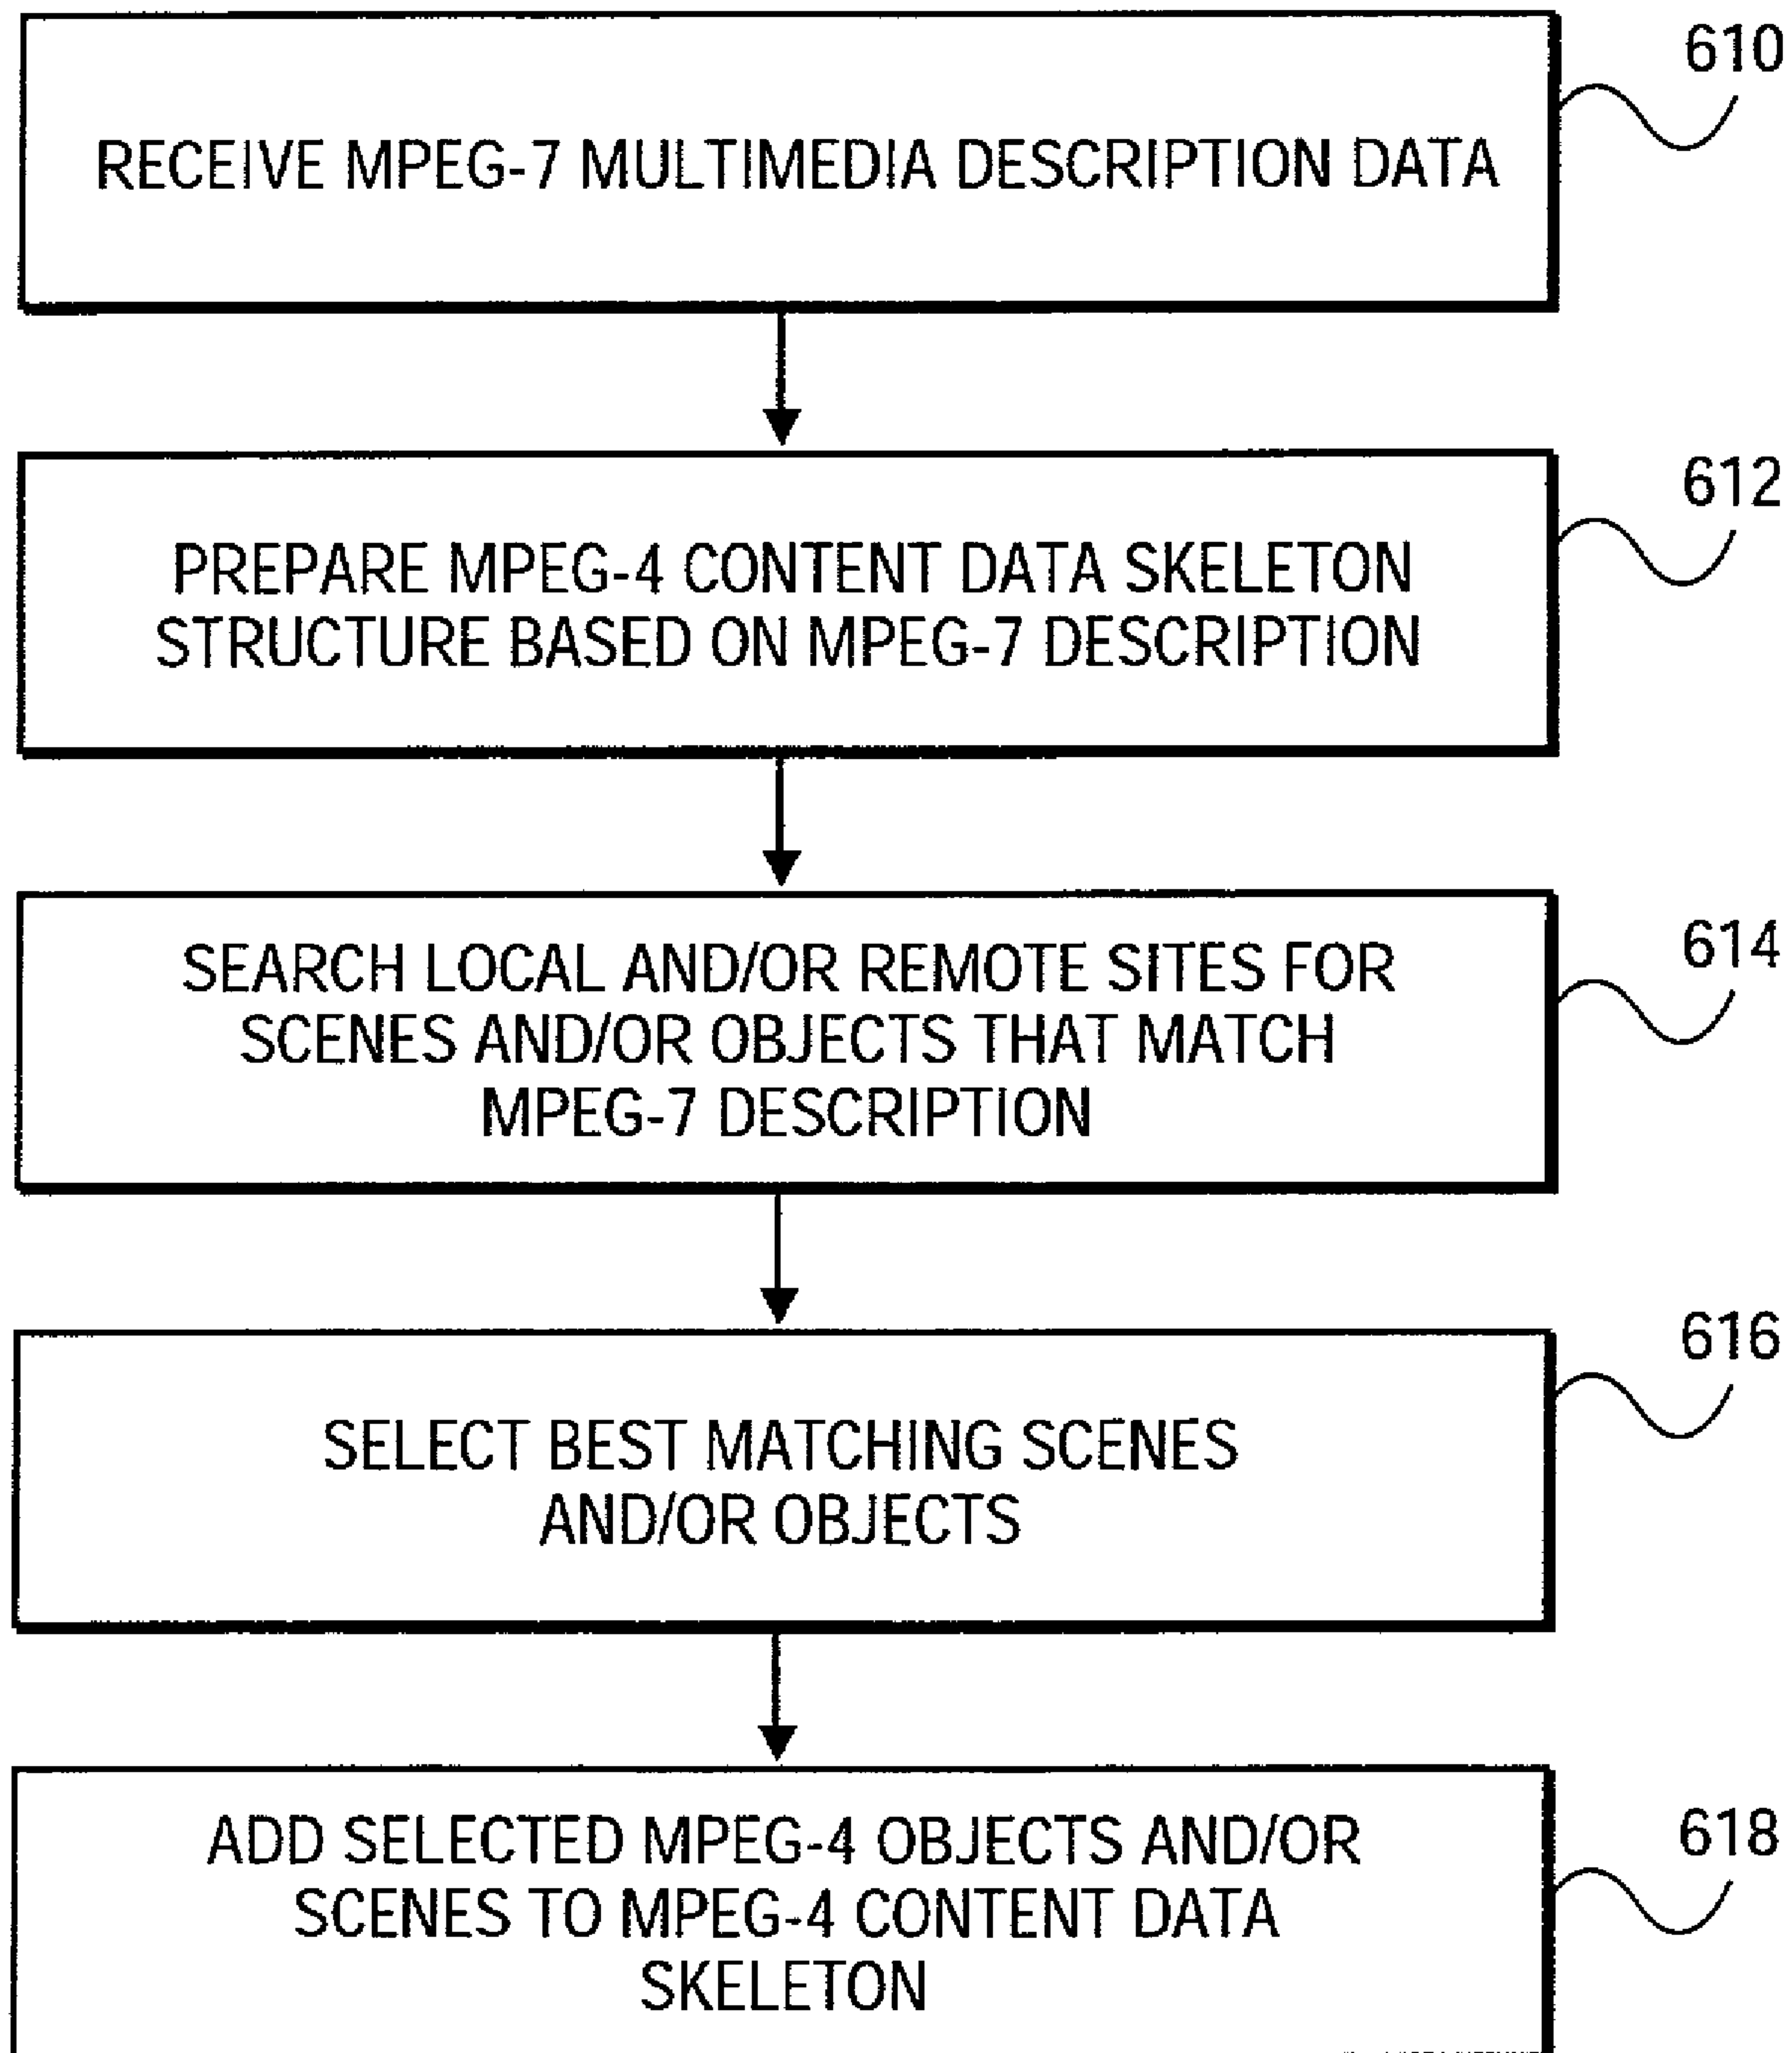 610
RECEIVE MPEG-7 MULTIMEDIA DESCRIPTION DATA
612
PREPARE MPEG-4 CONTENT DATA SKELETON
STRUCTURE BASED ON MPEG-7 DESCRIPTION
614
SEARCH LOCAL AND/OR REMOTE SITES FOR
SCENES AND/OR OBJECTS THAT MATCH
MPEG-7 DESCRIPTION
616
SELECT BEST MATCHING SCENES
AND/OR OBJECTS
618
ADD SELECTED MPEG-4 OBJECTS AND/OR
SCENES TO MPEG-4 CONTENT DATA
SKELETON